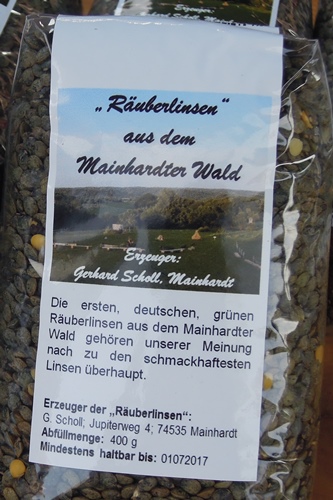 Erzeuger:
„Räuberlinsen“
aus dem
Mainhardter Wald
Erzeuger:
Gerhard Scholl, Mainhardt
Die ersten, deutschen, grünen
Räuberlinsen aus dem Mainhardter
Wald gehören unserer Meinung
nach zu den schmackhaftesten
Linsen überhaupt.
Erzeuger der „Räuberlinsen“:
G. Scholl; Jupiterweg 4; 74535 Mainhardt
Abfüllmenge: 400 g
Mindestens haltbar bis: 01072017